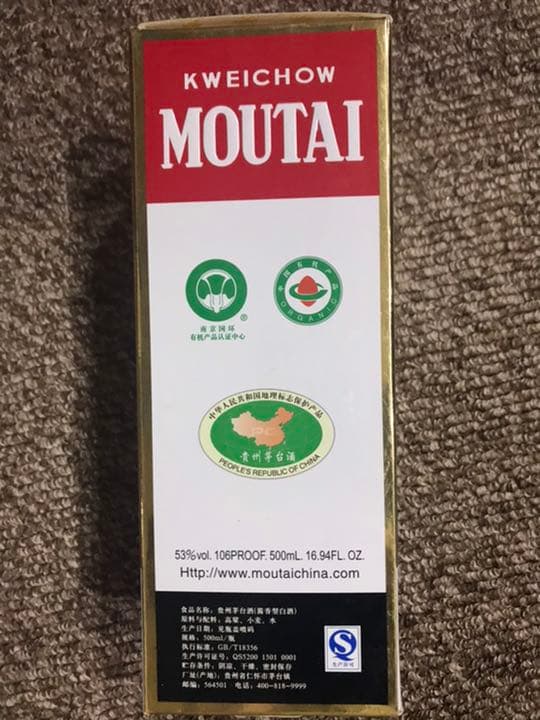 KWEICHOW
MOUTAI
中国有机产品
ORGANIC
®
南京国环
有机产品认证中心
中华人民共和国地理标志保护产品
贵州茅台酒
PEOPLE'S REPUBLIC OF CHINA
53%vol. 106PROOF. 500mL. 16.94FL. OZ.
Http://www.moutaichina.com
食品名称: 贵州茅台酒(酱香型白酒)
原料与配料: 高粱、小麦、水
生产日期: 见瓶盖喷码
规格: 500ml/瓶
执行标准: GB/T18356
生产许可证号: QS5200 1501 0001
贮存条件: 阴凉、干燥、密封保存
厂址(产地): 贵州省仁怀市茅台镇
邮编: 564501 电话: 400-818-9999
QS
生产许可